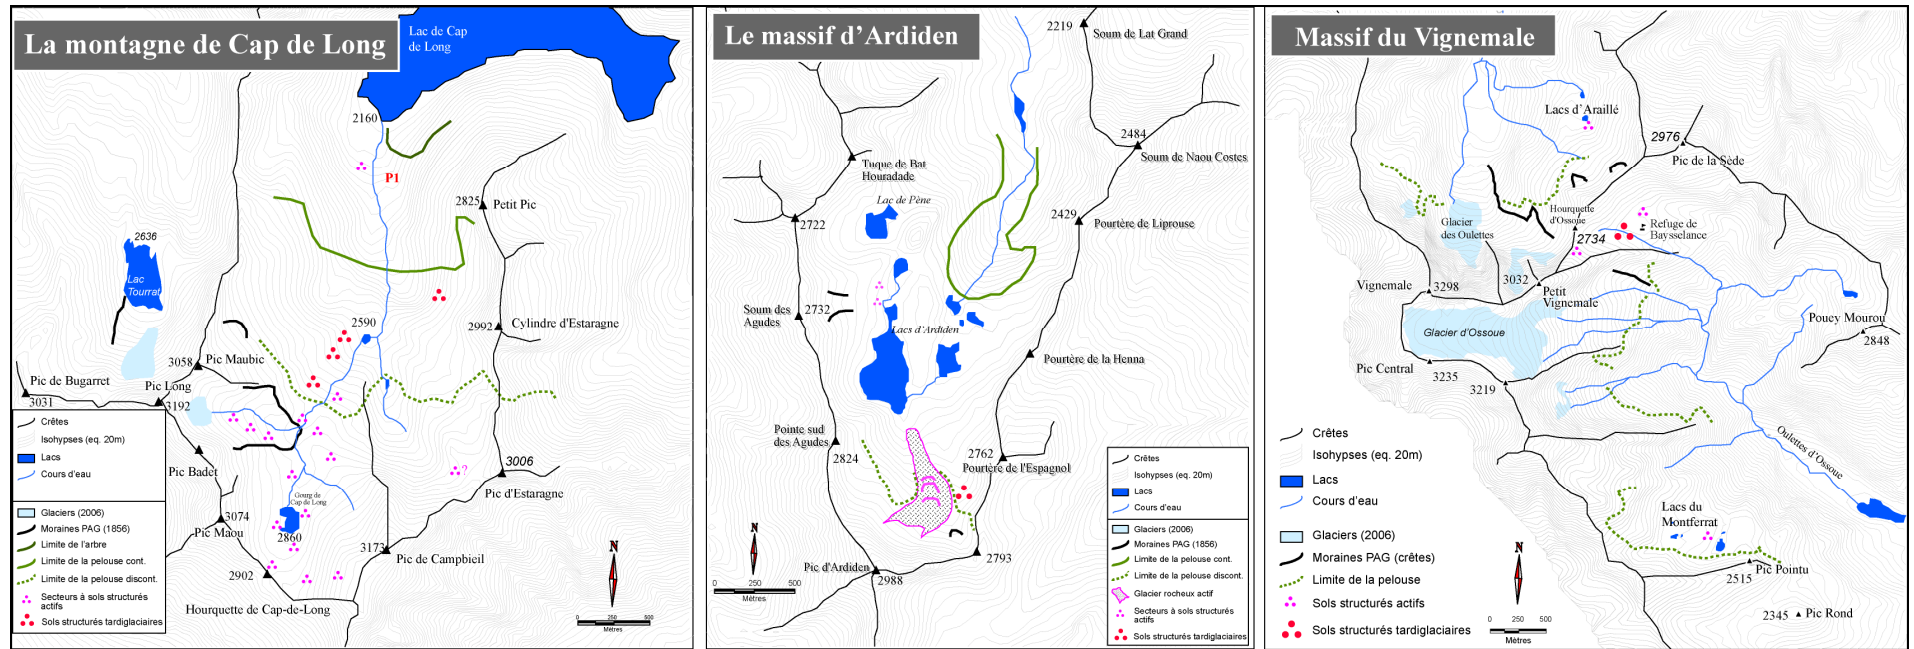 La montagne de Cap de Long
Lac de Cap
de Long
2160
P1
2825
Petit Pic
2636
Lac
Tourrat
2590
2992
Cylindre d'Estaragne
3058
Pic Maubic
Pic de Bugarret
3031
Pic Long
3192
Pic Badet
?
3006
Pic d'Estaragne
Gourg de
Cap de Long
2860
3074
Pic Maou
3173
Pic de Campbieil
2902
Hourquette de Cap-de-Long
Crêtes
Isohypses (eq. 20m)
Lacs
Cours d'eau
Glaciers (2006)
Moraines PAG (1856)
Limite de l'arbre
Limite de la pelouse cont.
Limite de la pelouse discont.
Secteurs à sols structurés
actifs
Sols structurés tardiglaciaires
N
0 250 500
Mètres
Le massif d'Ardiden
2219
Soum de Lat Grand
2484
Soum de Naou Costes
Tuque de Bat
Houradade
Lac de Pène
2722
2429
Pourtère de Liprouse
Soum des
Agudes
2732
Lacs d'Ardiden
Pourtère de la Henna
Pointe sud
des Agudes
2824
2762
Pourtère de l'Espagnol
2793
Pic d'Ardiden
2988
N
0 250 500
Mètres
Crêtes
Isohypses (eq. 20m)
Lacs
Cours d'eau
Glaciers (2006)
Moraines PAG (1856)
Limite de la pelouse cont.
Limite de la pelouse discont.
Glacier rocheux actif
Secteurs à sols structurés
actifs
Sols structurés tardiglaciaires
Massif du Vignemale
Lacs d'Araillé
2976
Pic de la Sède
Glacier
des Oulettes
Hourquette
d'Ossoue
2734
Refuge de
Bayssellance
Vignemale
3298
3032
Petit
Vignemale
Glacier d'Ossoue
Pouey Mourou
2848
Pic Central
3235
3219
Oulettes d'Ossoue
Lacs du
Montferrat
Pic Pointu
2515
2345
Pic Rond
Crêtes
Isohypses (eq. 20m)
Lacs
Cours d'eau
Glaciers (2006)
Moraines PAG (crêtes)
Limite de la pelouse
Sols structurés actifs
Sols structurés tardiglaciaires
N
0 250 500
Mètres